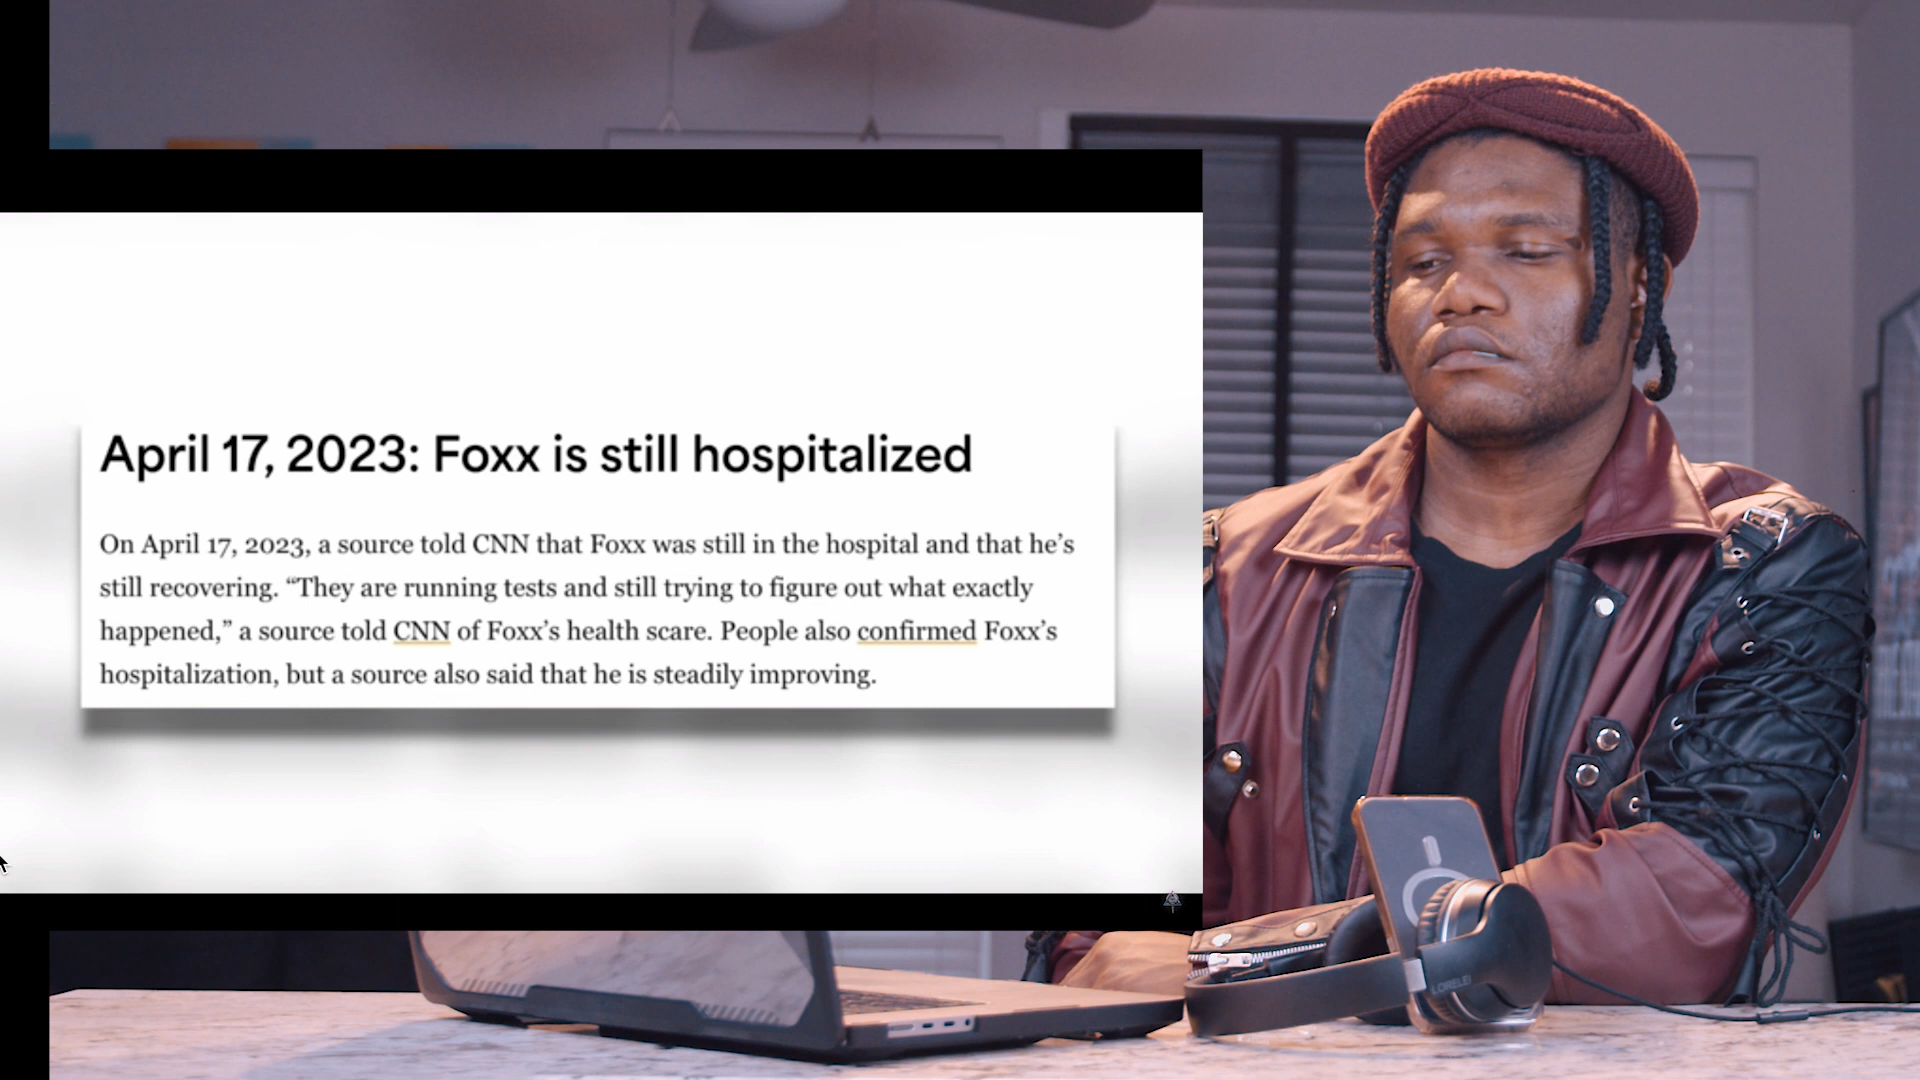 April 17, 2023: Foxx is still hospitalized
On April 17, 2023, a source told CNN that Foxx was still in the hospital and that he’s
still recovering. “They are running tests and still trying to figure out what exactly
happened,” a source told CNN of Foxx’s health scare. People also confirmed Foxx’s
hospitalization, but a source also said that he is steadily improving.
LORELEI